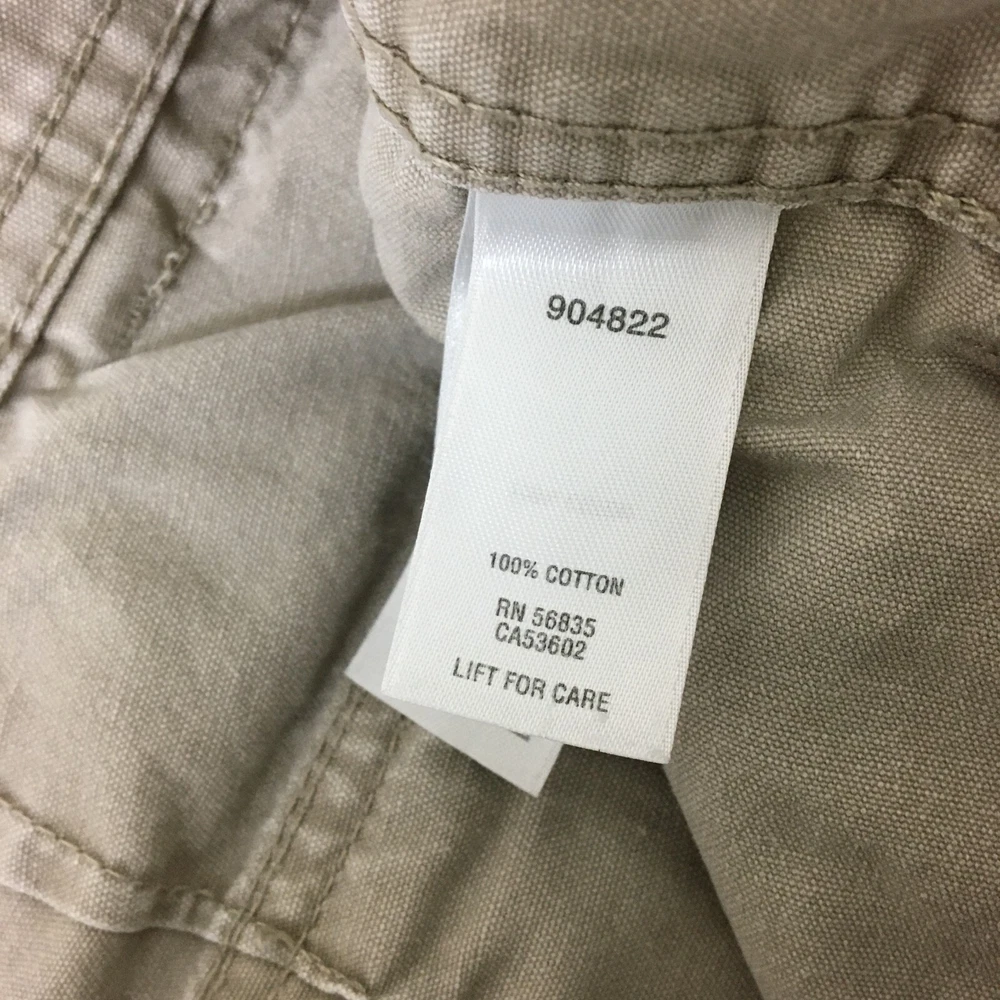 904822
100% COTTON
RN 56835
CA53602
LIFT FOR CARE